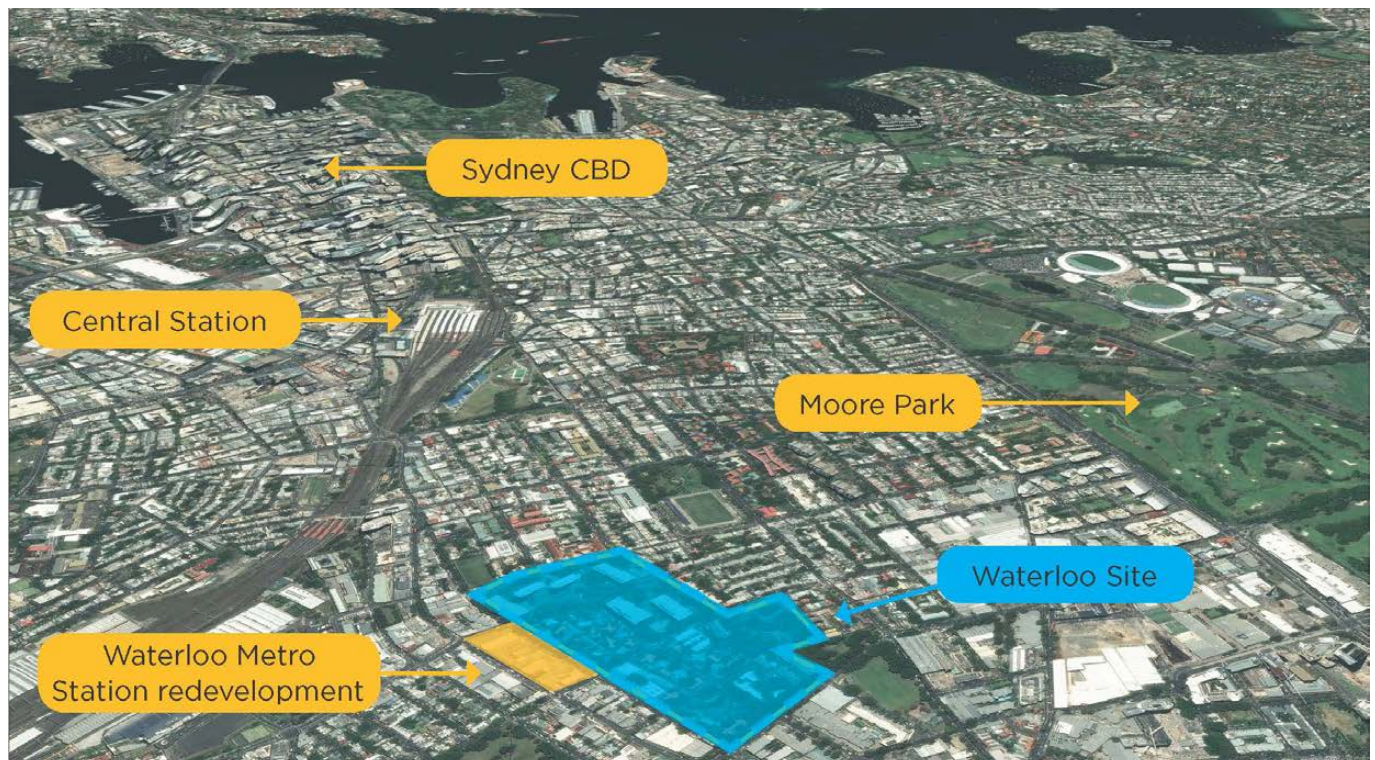 Sydney CBD
Central Station
Moore Park
Waterloo Site
Waterloo Metro
Station redevelopment